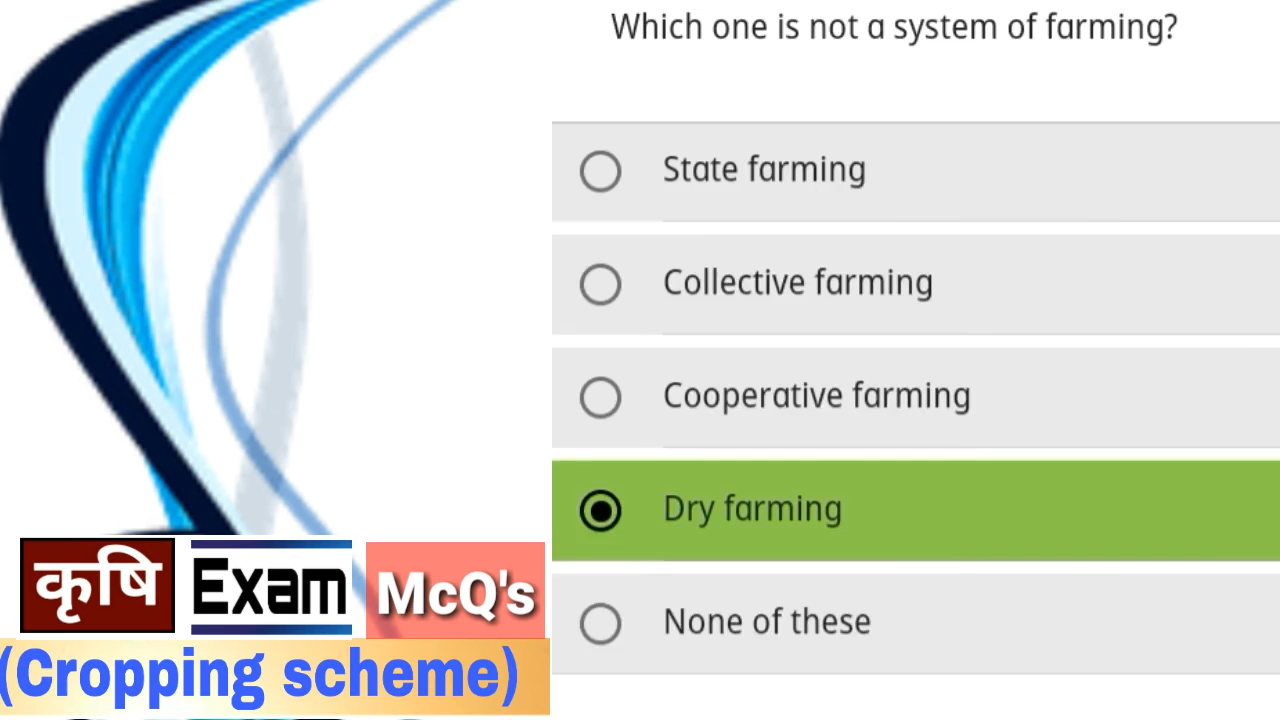 Which one is not a system of farming?
State farming
Collective farming
Cooperative farming
Dry farming
None of these
कृषि Exam McQ's
(Cropping scheme)